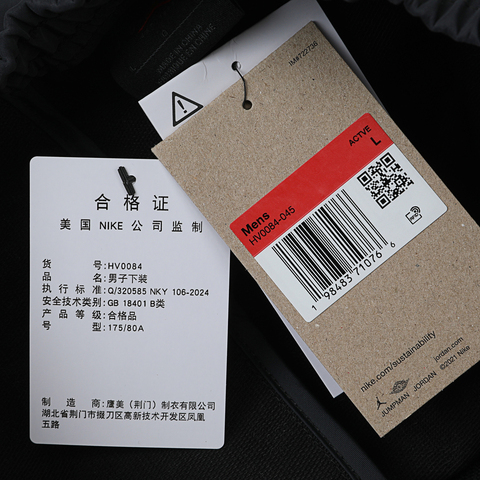 合格证
美国 NIKE 公司监制
货号:HV0084
品名:男子下装
执行标准:Q/320585 NKY 106-2024
安全技术类别:GB 18401 B类
产品等级:合格品
号型:175/80A
制造商:鹰美（荆门）制衣有限公司
湖北省荆门市掇刀区高新技术开发区凤凰
五路
IM#722736
ACTVE
L
Mens
HV0084-045
1 98483 71076 6
nike.com/sustainability
jordan.com
©2021 Nike
JUMPMAN JORDAN